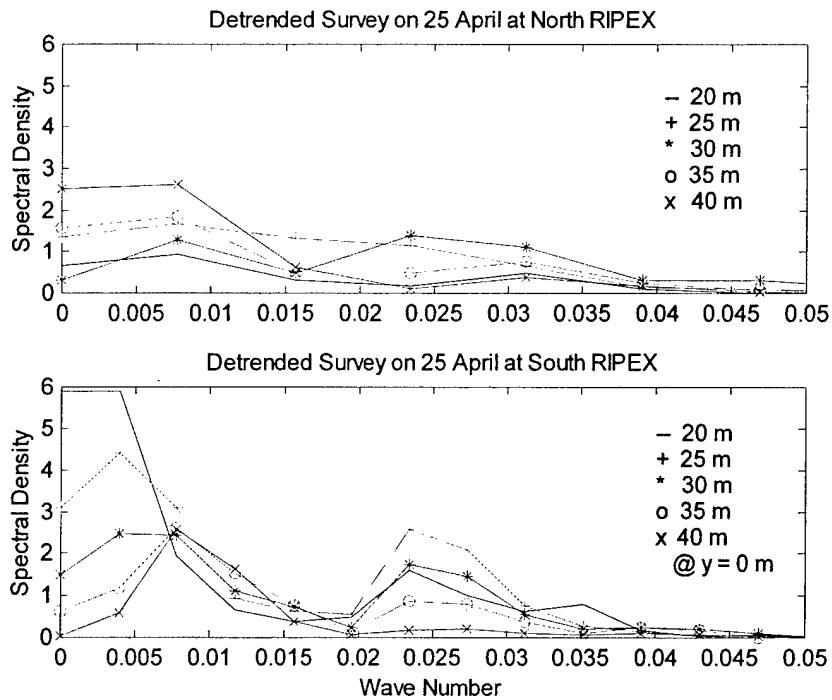 Detrended Survey on 25 April at North RIPEX
6
5
4
3
2
1
0
Spectral Density
– 20 m
+ 25 m
* 30 m
o 35 m
x 40 m
0 0.005 0.01 0.015 0.02 0.025 0.03 0.035 0.04 0.045 0.05
Detrended Survey on 25 April at South RIPEX
6
5
4
3
2
1
0
Spectral Density
– 20 m
+ 25 m
* 30 m
o 35 m
x 40 m
@ y = 0 m
0 0.005 0.01 0.015 0.02 0.025 0.03 0.035 0.04 0.045 0.05
Wave Number